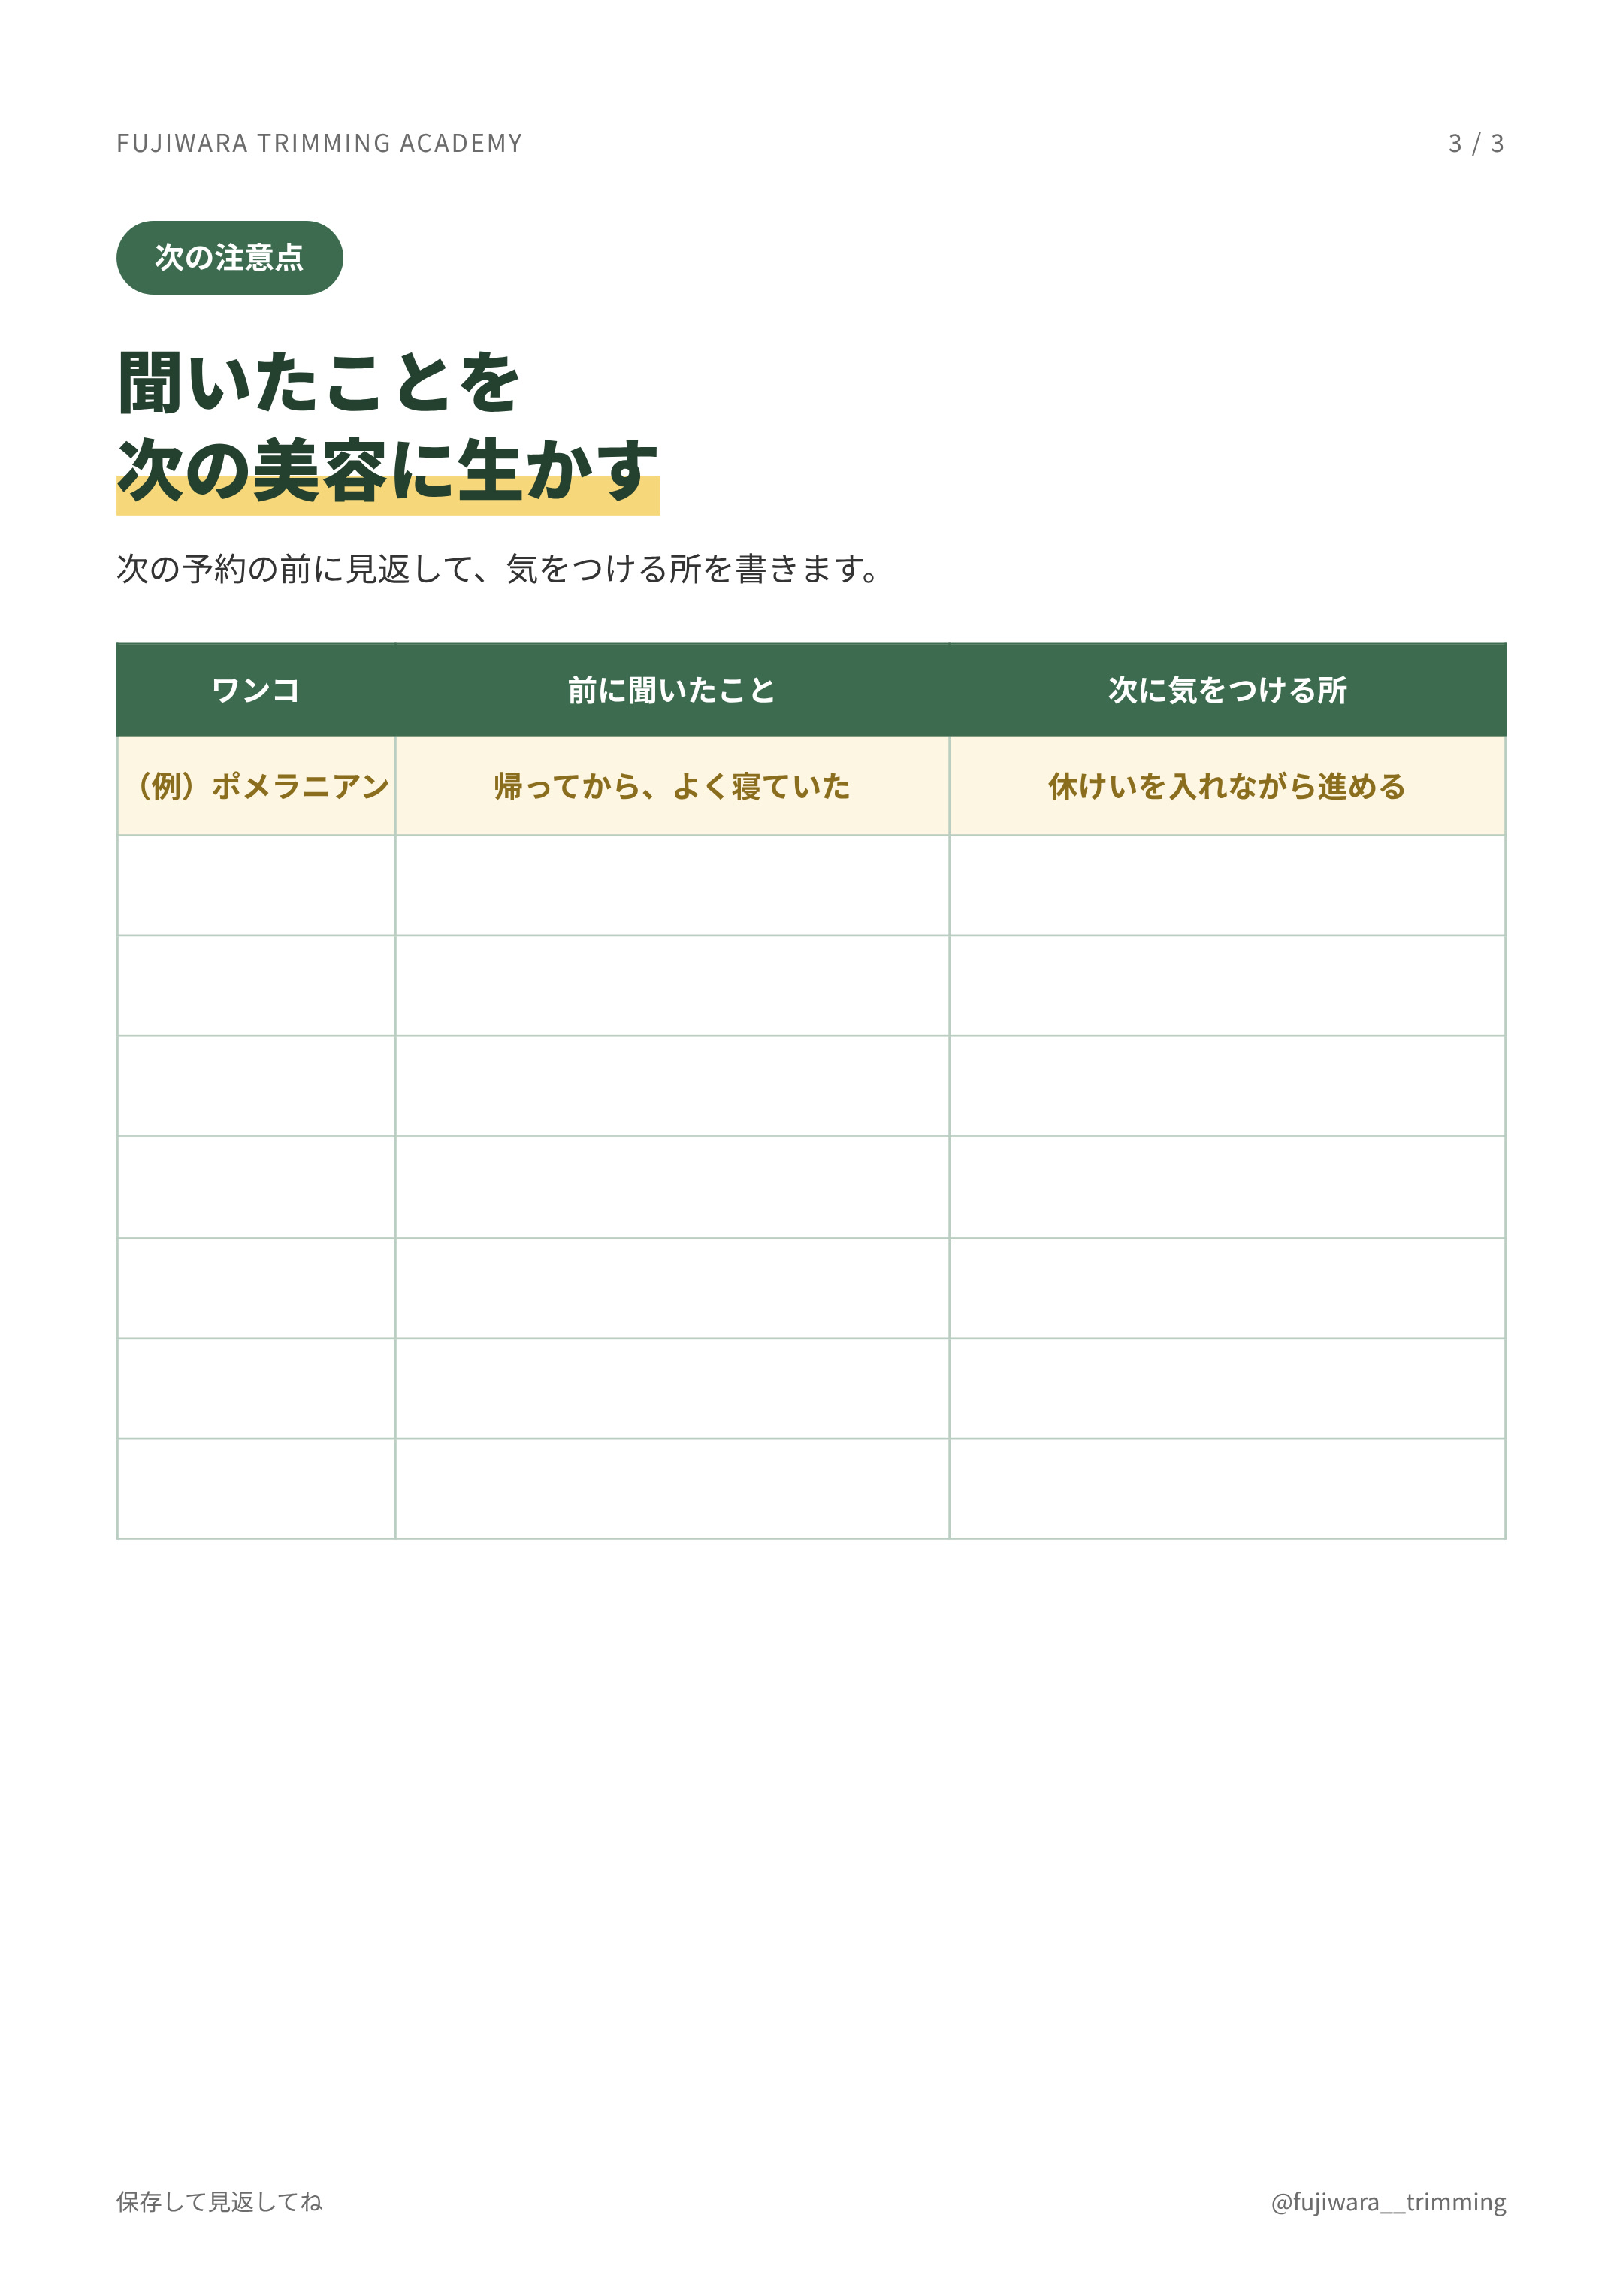 FUJIWARA TRIMMING ACADEMY
3 / 3
次の注意点
聞いたことを
次の美容に生かす
次の予約の前に見返して、気をつける所を書きます。
ワンコ
前に聞いたこと
次に気をつける所
（例）ポメラニアン
帰ってから、よく寝ていた
休けいを入れながら進める
保存して見返してね
@fujiwara__trimming